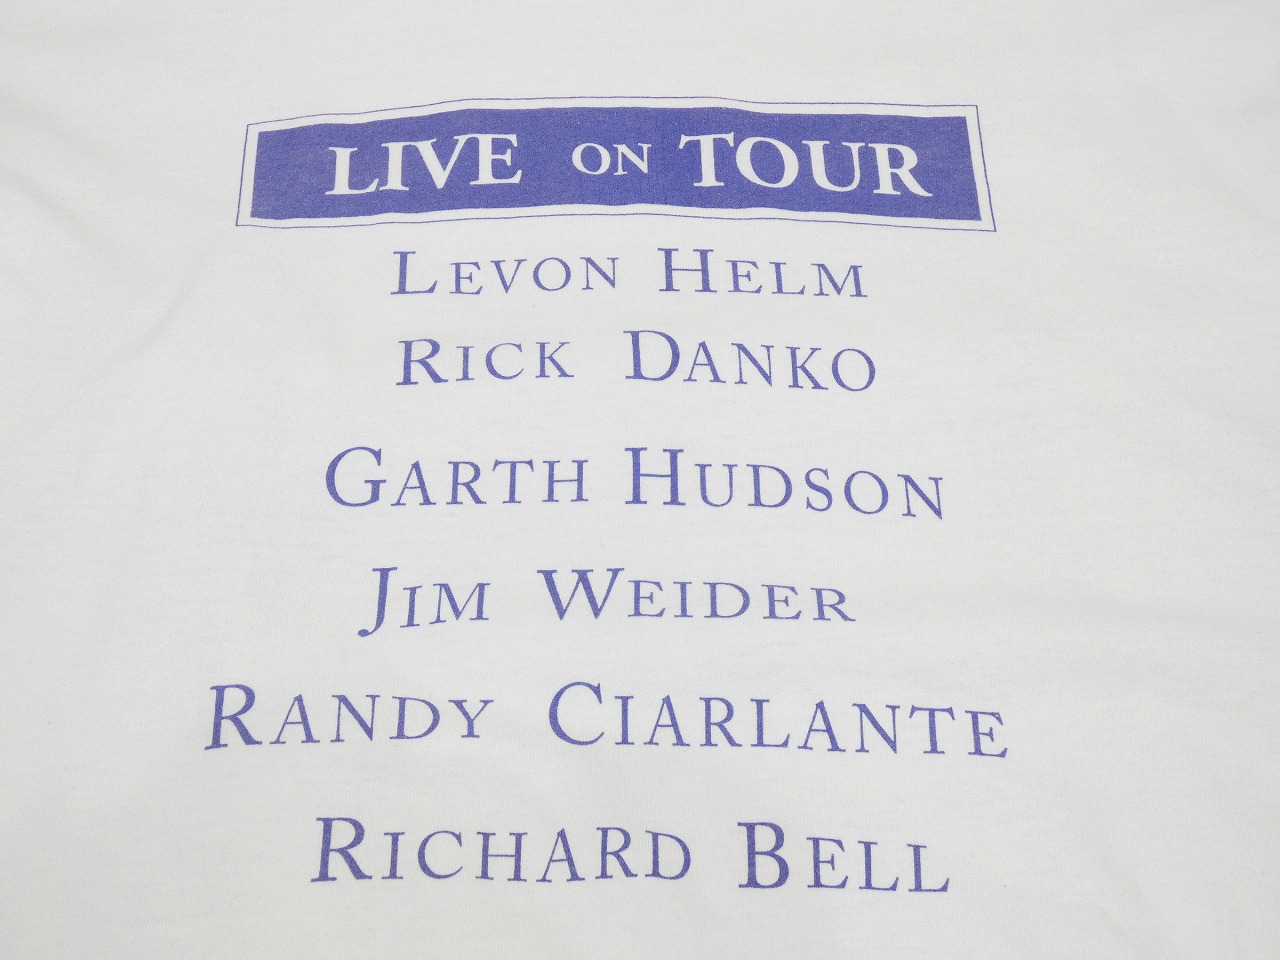 LIVE ON TOUR
LEVON HELM
RICK DANKO
GARTH HUDSON
JIM WEIDER
RANDY CIARLANTE
RICHARD BELL